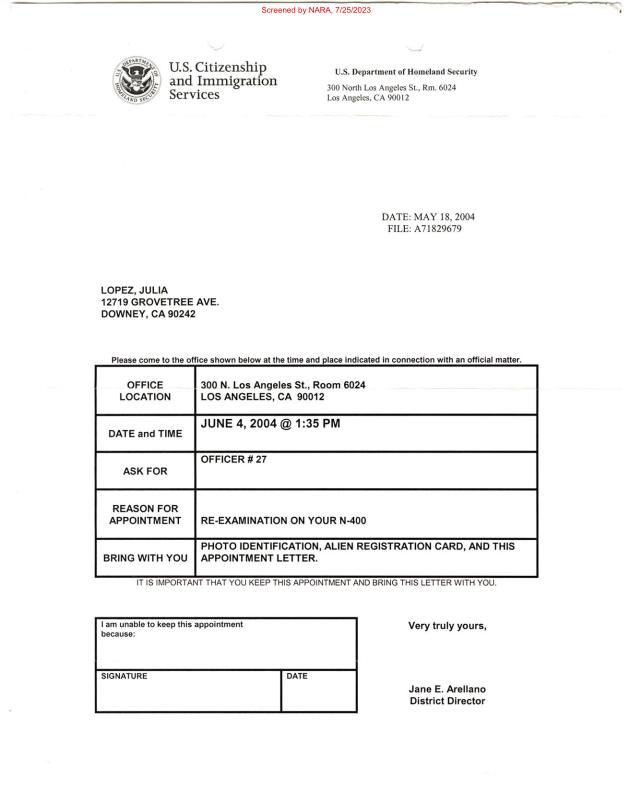 Screened by NARA, 7/25/2023
U.S. Citizenship
and Immigration
Services
U.S. Department of Homeland Security
300 North Los Angeles St., Rm. 6024
Los Angeles, CA 90012
DATE: MAY 18, 2004
FILE: A71829679
LOPEZ, JULIA
12719 GROVETREE AVE.
DOWNEY, CA 90242
Please come to the office shown below at the time and place indicated in connection with an official matter.
OFFICE
LOCATION
300 N. Los Angeles St., Room 6024
LOS ANGELES, CA 90012
DATE and TIME
JUNE 4, 2004 @ 1:35 PM
ASK FOR
OFFICER # 27
REASON FOR
APPOINTMENT
RE-EXAMINATION ON YOUR N-400
BRING WITH YOU
PHOTO IDENTIFICATION, ALIEN REGISTRATION CARD, AND THIS
APPOINTMENT LETTER.
IT IS IMPORTANT THAT YOU KEEP THIS APPOINTMENT AND BRING THIS LETTER WITH YOU.
I am unable to keep this appointment
because:
SIGNATURE
DATE
Very truly yours,
Jane E. Arellano
District Director